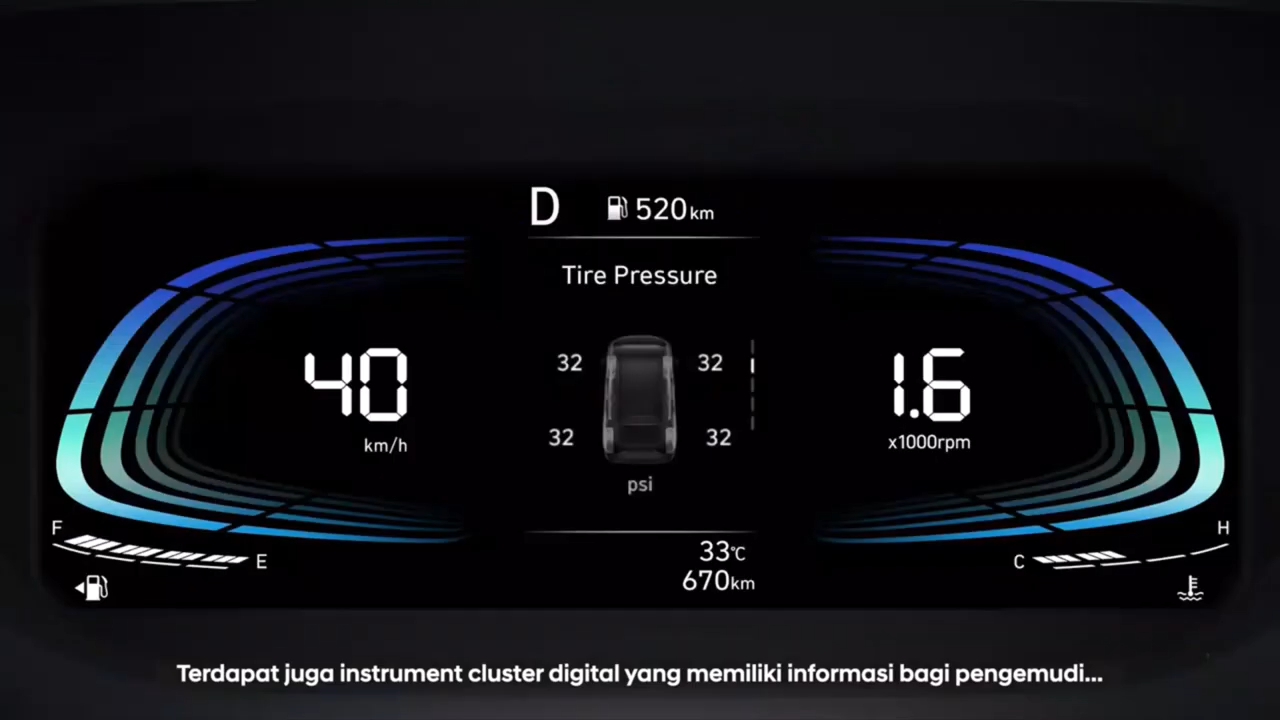 D 520km
Tire Pressure
40
km/h
32 32
32 32
psi
1.6
x1000rpm
F E
C H
33°C
670km
Terdapat juga instrument cluster digital yang memiliki informasi bagi pengemudi...